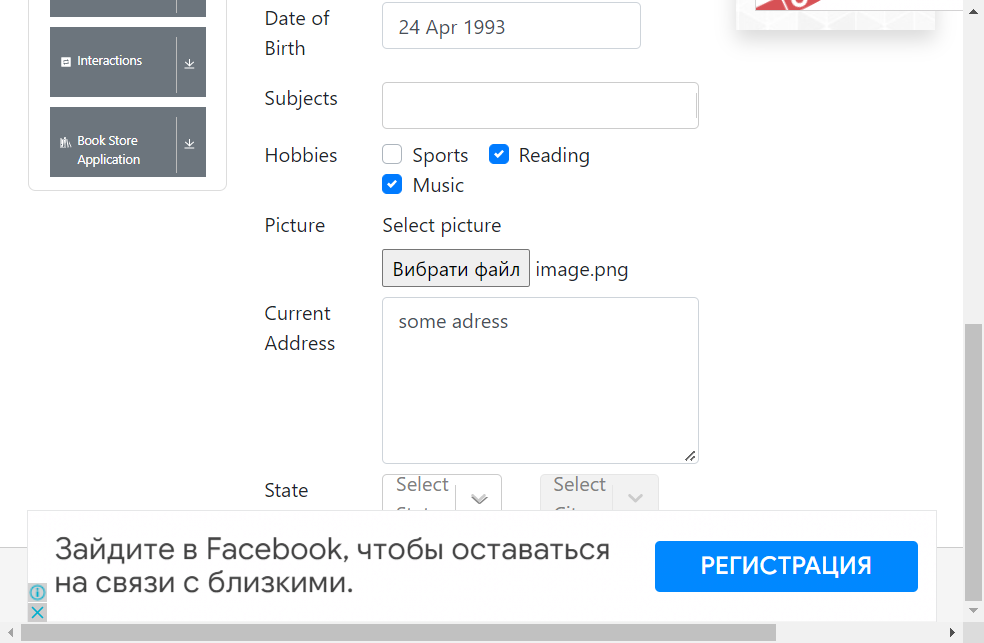 Date of
Birth
24 Apr 1993
Interactions
Subjects
Book Store
Application
Hobbies
Sports
Reading
Music
Picture
Select picture
Вибрати файл
image.png
Current
Address
some adress
State
Select
Select
Зайдите в Facebook, чтобы оставаться
на связи с близкими.
РЕГИСТРАЦИЯ